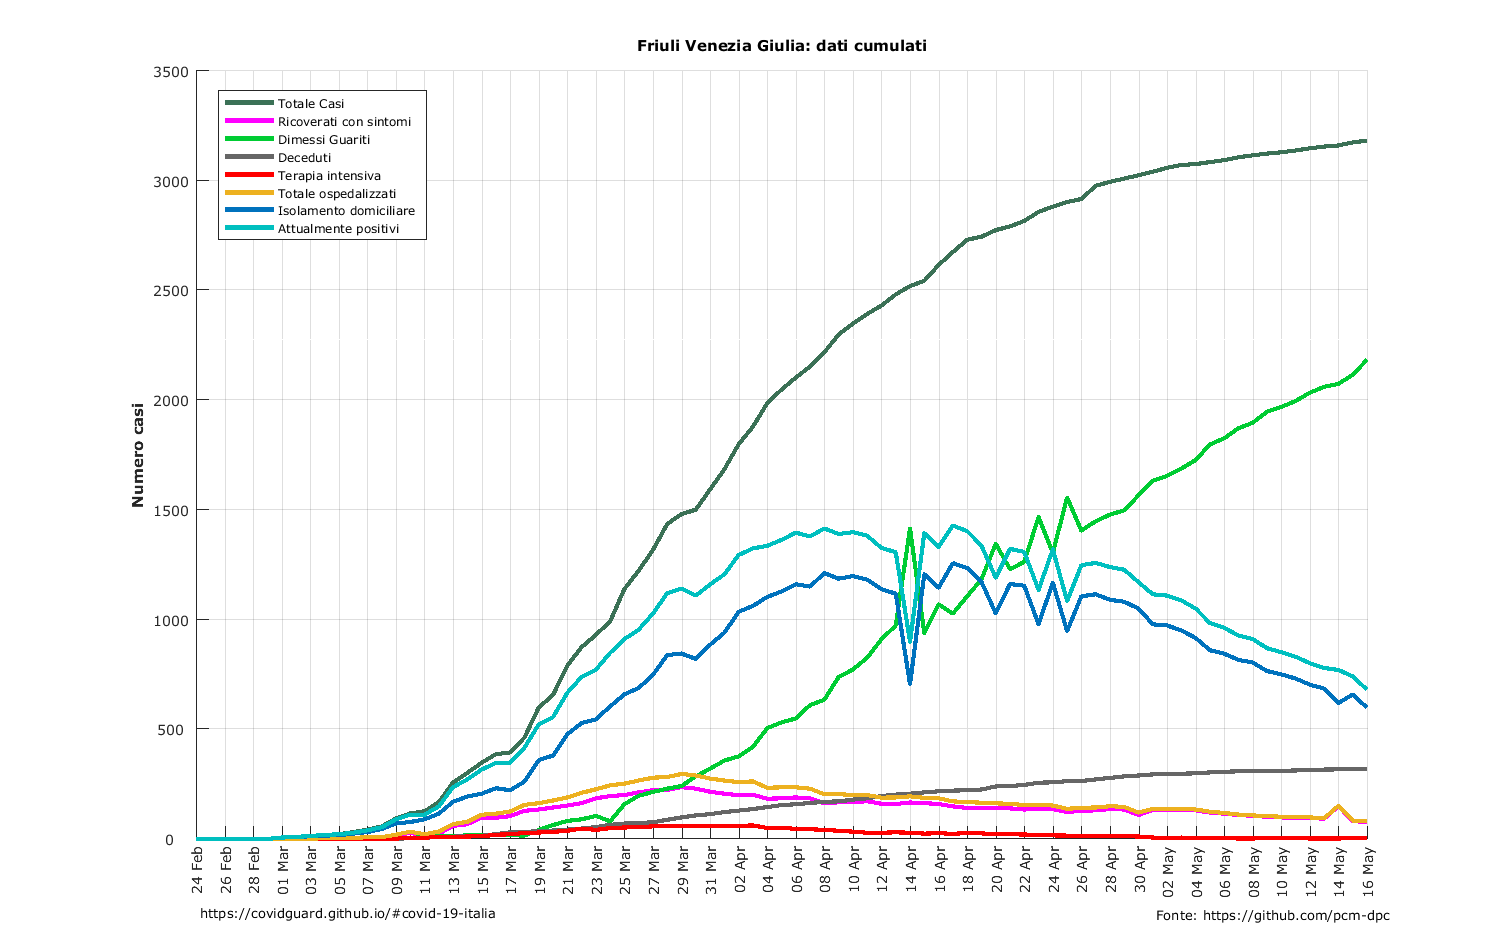 Friuli Venezia Giulia: dati cumulati
3500
3000
2500
2000
1500
1000
500
0
Numero casi
Totale Casi
Ricoverati con sintomi
Dimessi Guariti
Deceduti
Terapia intensiva
Totale ospedalizzati
Isolamento domiciliare
Attualmente positivi
24 Feb
26 Feb
28 Feb
01 Mar
03 Mar
05 Mar
07 Mar
09 Mar
11 Mar
13 Mar
15 Mar
17 Mar
19 Mar
21 Mar
23 Mar
25 Mar
27 Mar
29 Mar
31 Mar
02 Apr
04 Apr
06 Apr
08 Apr
10 Apr
12 Apr
14 Apr
16 Apr
18 Apr
20 Apr
22 Apr
24 Apr
26 Apr
28 Apr
30 Apr
02 May
04 May
06 May
08 May
10 May
12 May
14 May
16 May
https://covidguard.github.io/#covid-19-italia
Fonte: https://github.com/pcm-dpc